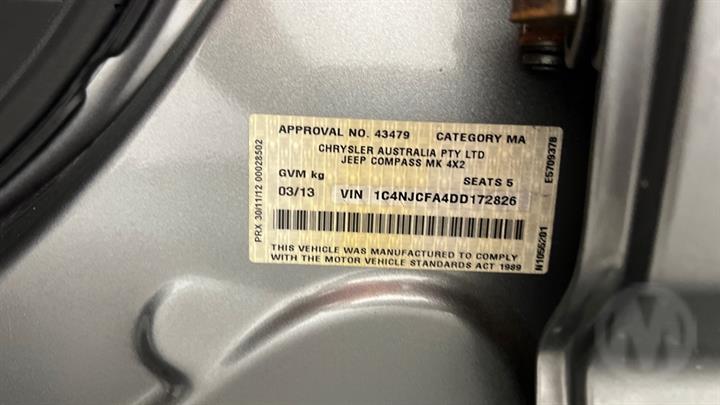 APPROVAL NO. 43479 CATEGORY MA
CHRYSLER AUSTRALIA PTY LTD
JEEP COMPASS MK 4X2
GVM kg SEATS 5
03/13 VIN 1C4NJCFA4DD172826
THIS VEHICLE WAS MANUFACTURED TO COMPLY
WITH THE MOTOR VEHICLE STANDARDS ACT 1989
PRX 30/11/12 00028502
E5709378
N1055201
M